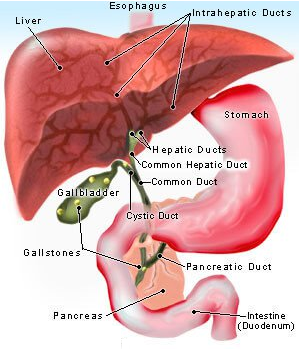 Esophagus
Intrahepatic Ducts
Liver
Stomach
Hepatic Ducts
Common Hepatic Duct
Common Duct
Gallbladder
Cystic Duct
Gallstones
Pancreatic Duct
Pancreas
Intestine
(Duodenum)